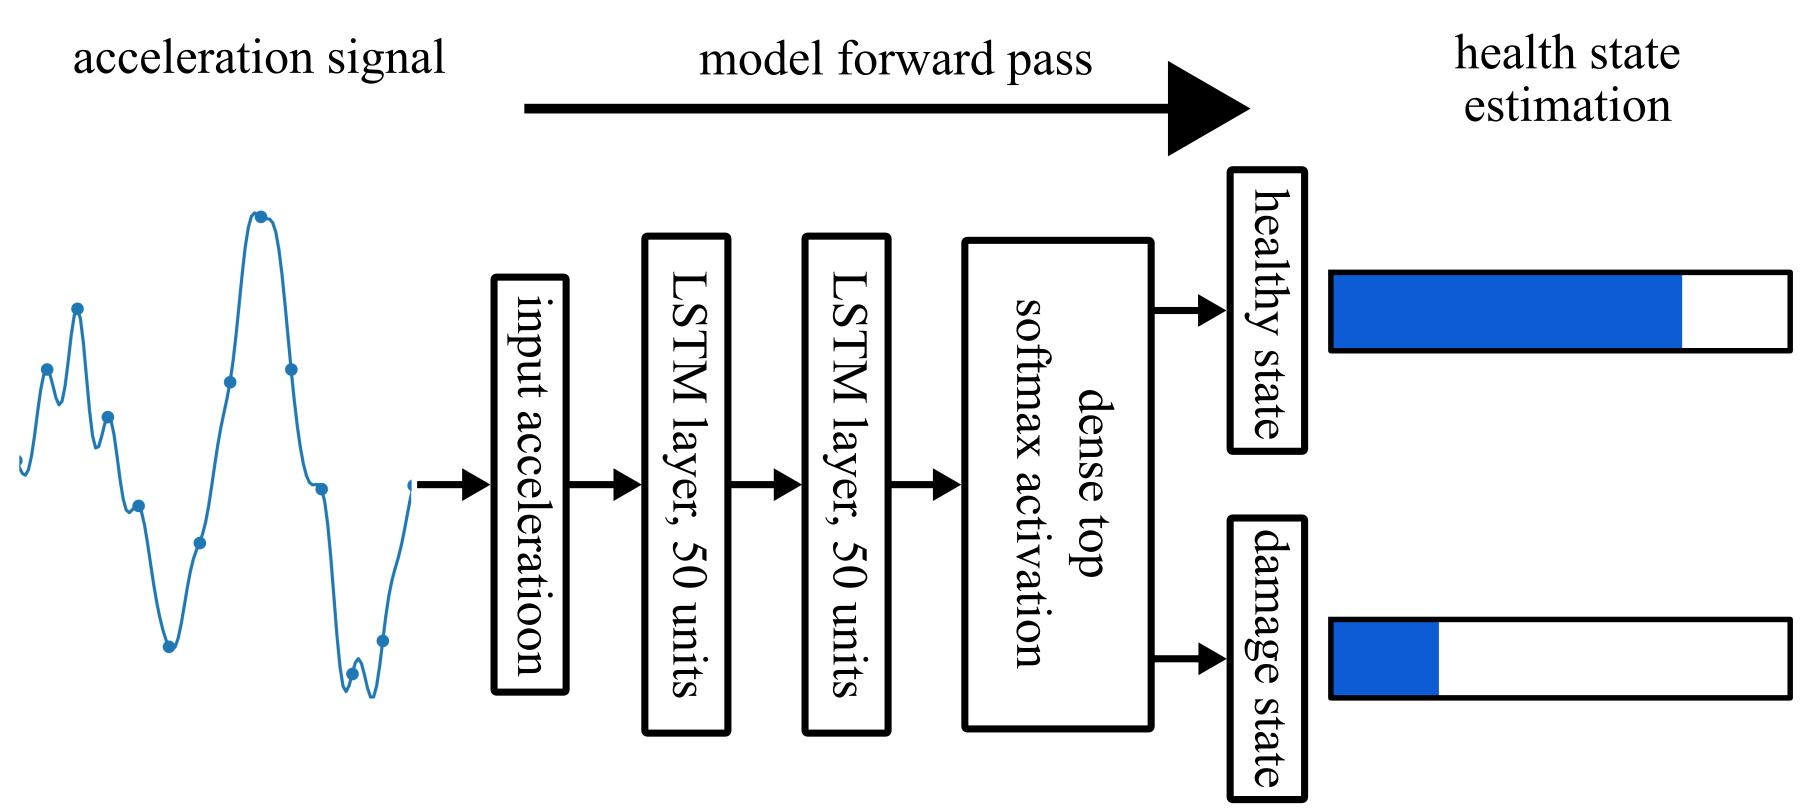 acceleration signal
model forward pass
health state
estimation
input acceleratioon
LSTM layer, 50 units
LSTM layer, 50 units
dense top
softmax activation
healthy state
damage state